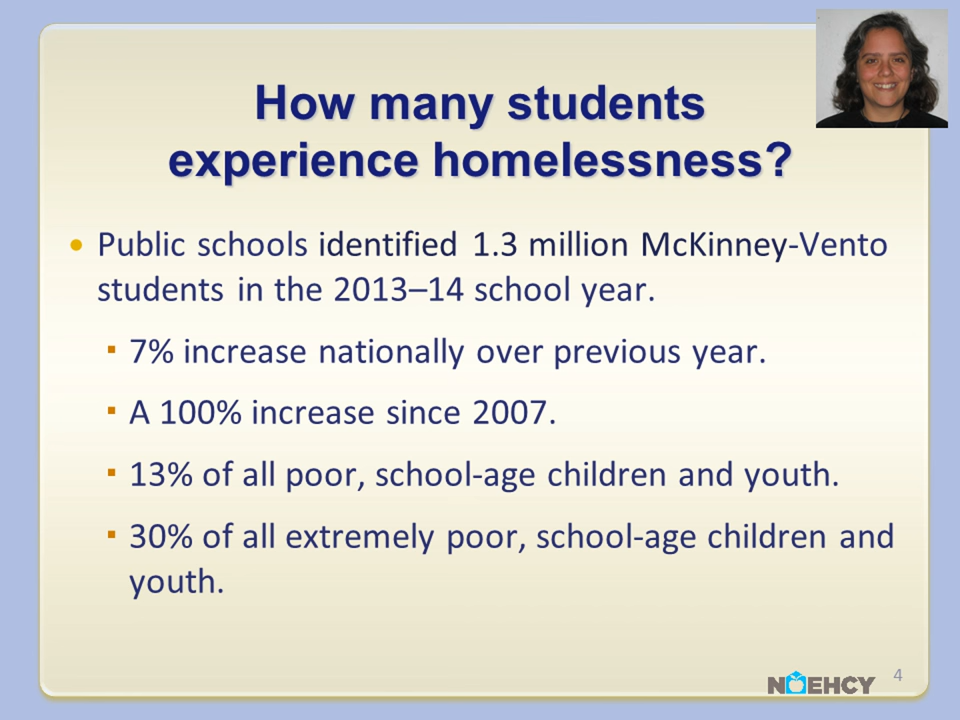 How many students
experience homelessness?
• Public schools identified 1.3 million McKinney-Vento
students in the 2013–14 school year.
▪ 7% increase nationally over previous year.
▪ A 100% increase since 2007.
▪ 13% of all poor, school-age children and youth.
▪ 30% of all extremely poor, school-age children and
youth.
4
NAEHCY